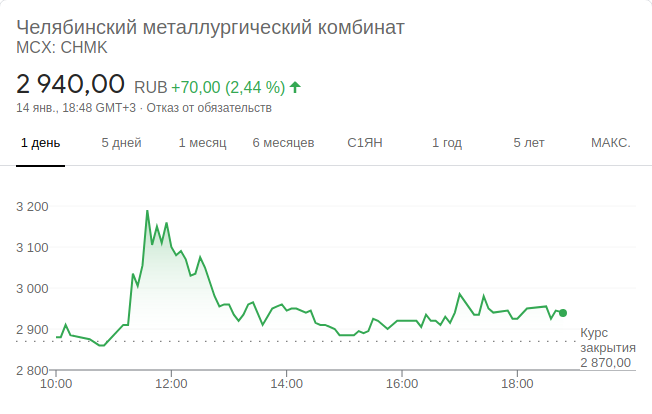 Челябинский металлургический комбинат
MCX: CHMK
2 940,00 RUB +70,00 (2,44 %)
14 янв., 18:48 GMT+3 · Отказ от обязательств
1 день 5 дней 1 месяц 6 месяцев С1ЯН 1 год 5 лет МАКС.
3 200
3 100
3 000
2 900
2 800
Курс
закрытия
2 870,00
10:00 12:00 14:00 16:00 18:00